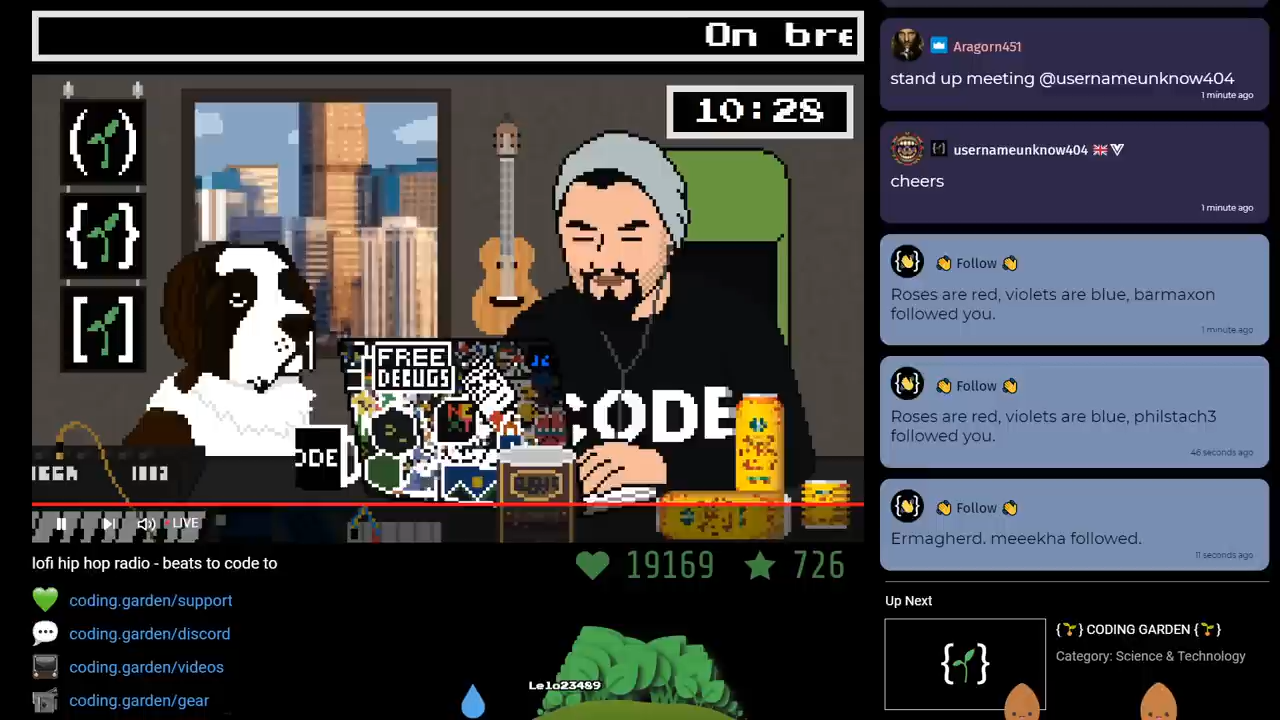 On bre
10:28
FREE
DEBUGS
CODE
ODE
LIVE
lofi hip hop radio - beats to code to
19169
726
coding.garden/support
coding.garden/discord
coding.garden/videos
coding.garden/gear
Lelo23489
Aragorn451
stand up meeting @usernameunknow404
1 minute ago
usernameunknow404
cheers
1 minute ago
Follow
Roses are red, violets are blue, barmaxon
followed you.
1 minute ago
Follow
Roses are red, violets are blue, philstach3
followed you.
46 seconds ago
Follow
Ermagherd. meeekha followed.
11 seconds ago
Up Next
{🌱} CODING GARDEN {🌱}
Category: Science & Technology